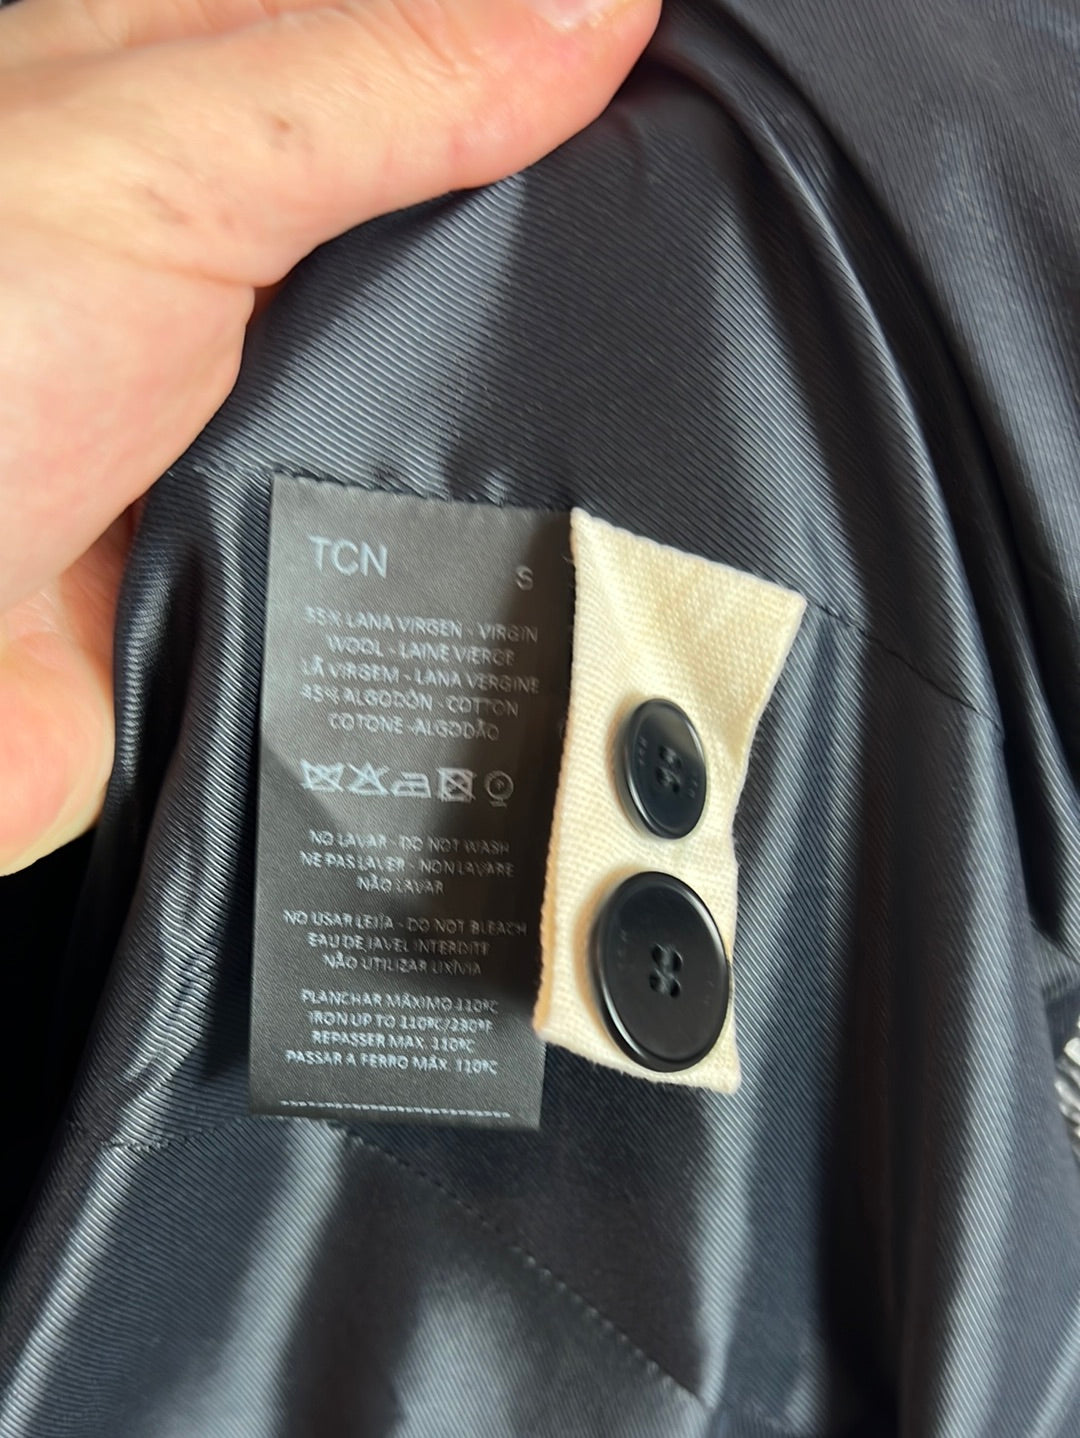 TCN
S
LANA VIRGEN - VIRGIN
WOOL - LAINE VIERGE
LÃ VIRGEM - LANA VERGINE
ALGODÓN - COTTON
COTONE -ALGODÃO
NO LAVAR - DO NOT WASH
NE PAS LAVER - NON LAVARE
NÃO LAVAR
NO USAR LEJÍA - DO NOT BLEACH
EAU DE JAVEL INTERDITE
NÃO UTILIZAR LIXÍVIA
PLANCHAR MÁXIMO 110ºC
IRON UP TO 110ºC/230ºF
REPASSER MAX. 110ºC
PASSAR A FERRO MÁX. 110ºC